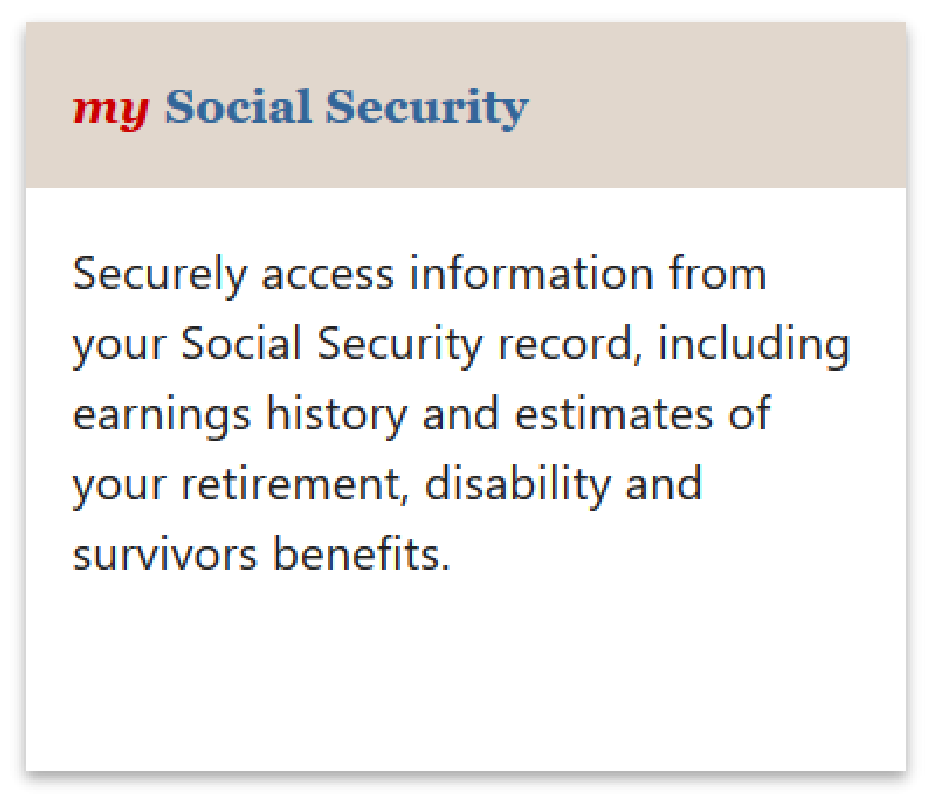 my Social Security
Securely access information from
your Social Security record, including
earnings history and estimates of
your retirement, disability and
survivors benefits.